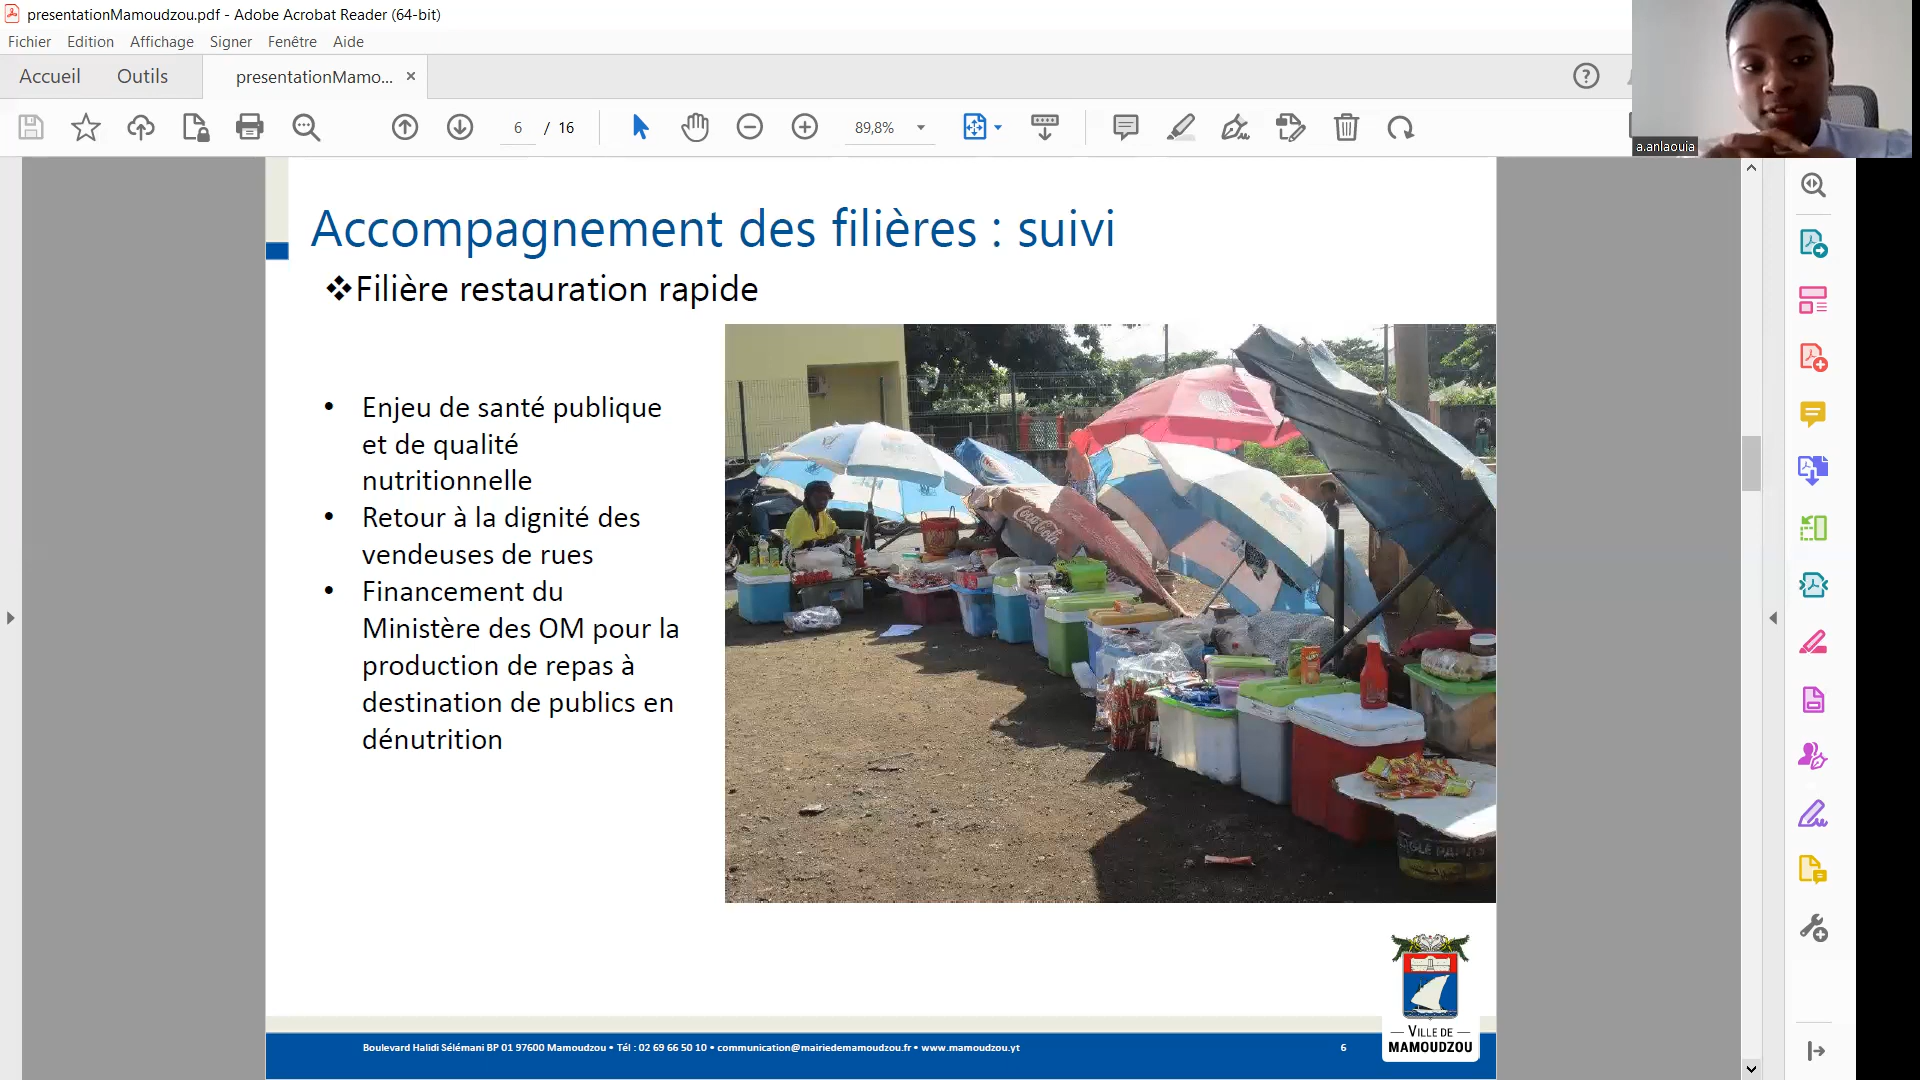 presentationMamoudzou.pdf - Adobe Acrobat Reader (64-bit)
Fichier Edition Affichage Signer Fenêtre Aide
Accueil Outils presentationMamo... ×
6 / 16
89,8%
a.anlaouia
Accompagnement des filières : suivi
❖Filière restauration rapide
• Enjeu de santé publique
et de qualité
nutritionnelle
• Retour à la dignité des
vendeuses de rues
• Financement du
Ministère des OM pour la
production de repas à
destination de publics en
dénutrition
Coca-Cola
VILLE DE
MAMOUDZOU
Boulevard Halidi Sélémani BP 01 97600 Mamoudzou • Tél : 02 69 66 50 10 • communication@mairiedemamoudzou.fr • www.mamoudzou.yt
6